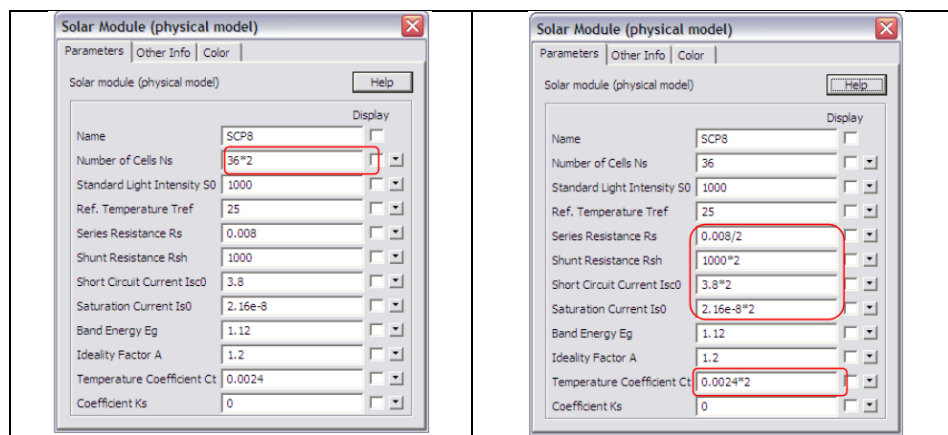 Solar Module (physical model)
Parameters Other Info Color
Solar module (physical model) Help
Display
Name SCP8
Number of Cells Ns 36*2
Standard Light Intensity S0 1000
Ref. Temperature Tref 25
Series Resistance Rs 0.008
Shunt Resistance Rsh 1000
Short Circuit Current Isc0 3.8
Saturation Current Is0 2.16e-8
Band Energy Eg 1.12
Ideality Factor A 1.2
Temperature Coefficient Ct 0.0024
Coefficient Ks 0
Solar Module (physical model)
Parameters Other Info Color
Solar module (physical model) Help
Display
Name SCP8
Number of Cells Ns 36
Standard Light Intensity S0 1000
Ref. Temperature Tref 25
Series Resistance Rs 0.008/2
Shunt Resistance Rsh 1000*2
Short Circuit Current Isc0 3.8*2
Saturation Current Is0 2.16e-8*2
Band Energy Eg 1.12
Ideality Factor A 1.2
Temperature Coefficient Ct 0.0024*2
Coefficient Ks 0